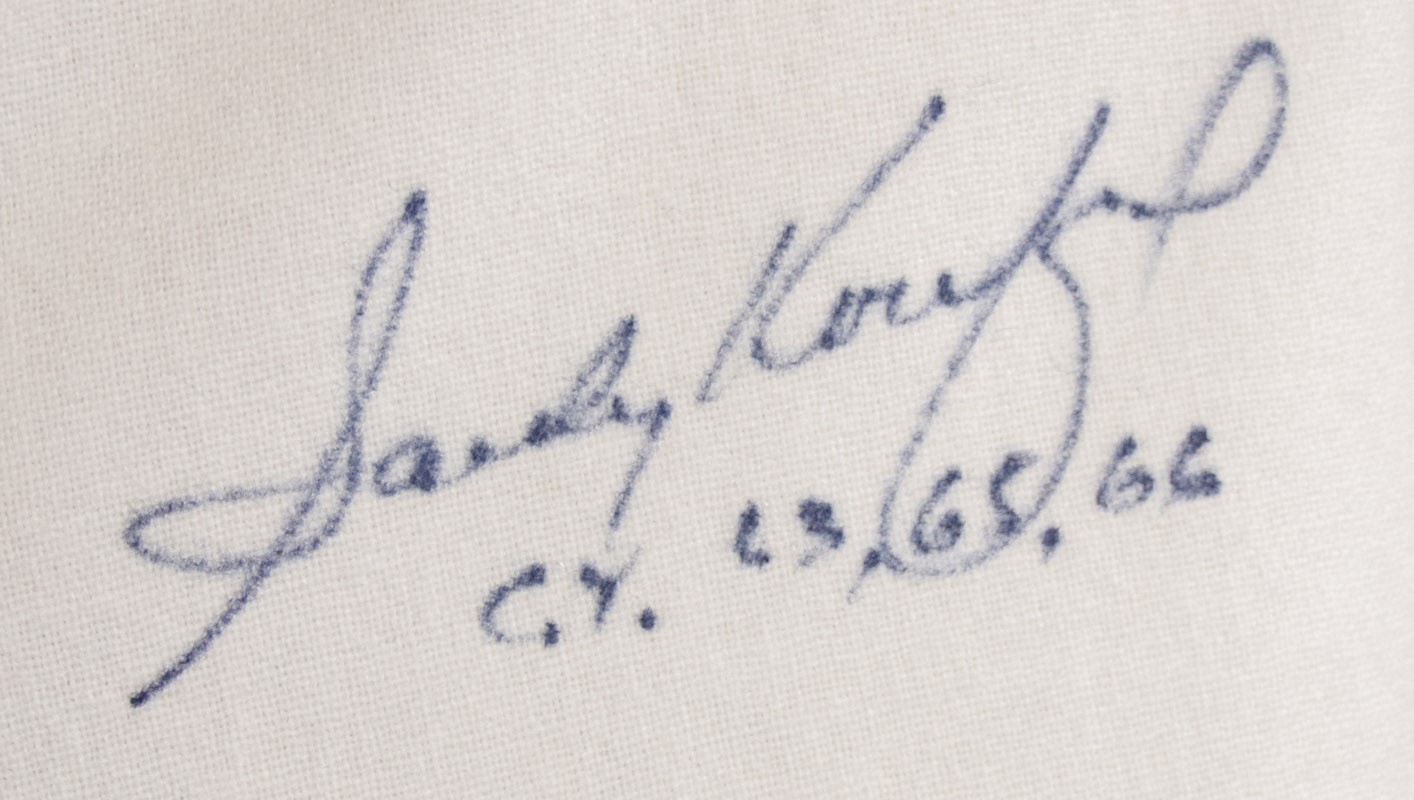 Sandy Koufax
C.Y. 63, 65, 66